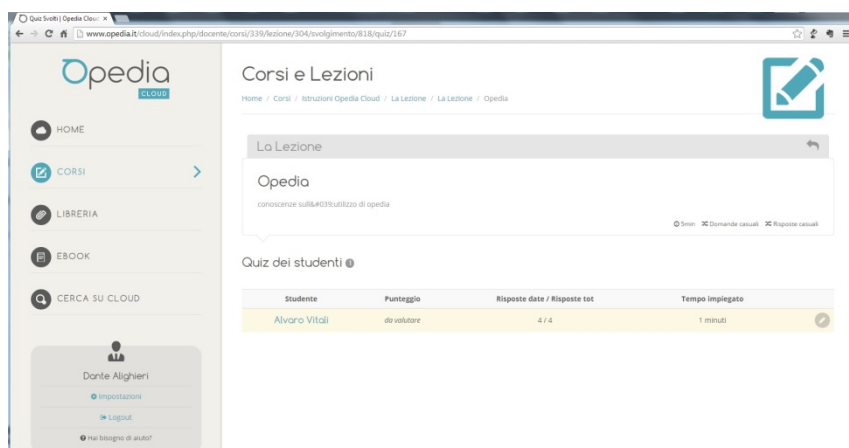 Quiz Svolti | Opedia Clou
www.opedia.it/cloud/index.php/docente/corsi/339/lezione/304/svolgimento/818/quiz/167
Opedia
CLOUD
HOME
CORSI
LIBRERIA
EBOOK
CERCA SU CLOUD
Dante Alighieri
Impostazioni
Logout
Hai bisogno di aiuto?
Corsi e Lezioni
Home / Corsi / Istruzioni Opedia Cloud / La Lezione / La Lezione / Opedia
La Lezione
Opedia
conoscenze sull&#039;utilizzo di opedia
5min Domande casuali Risposte casuali
Quiz dei studenti
Studente Punteggio Risposte date / Risposte tot Tempo impiegato
Alvaro Vitali da valutare 4 / 4 1 minuti